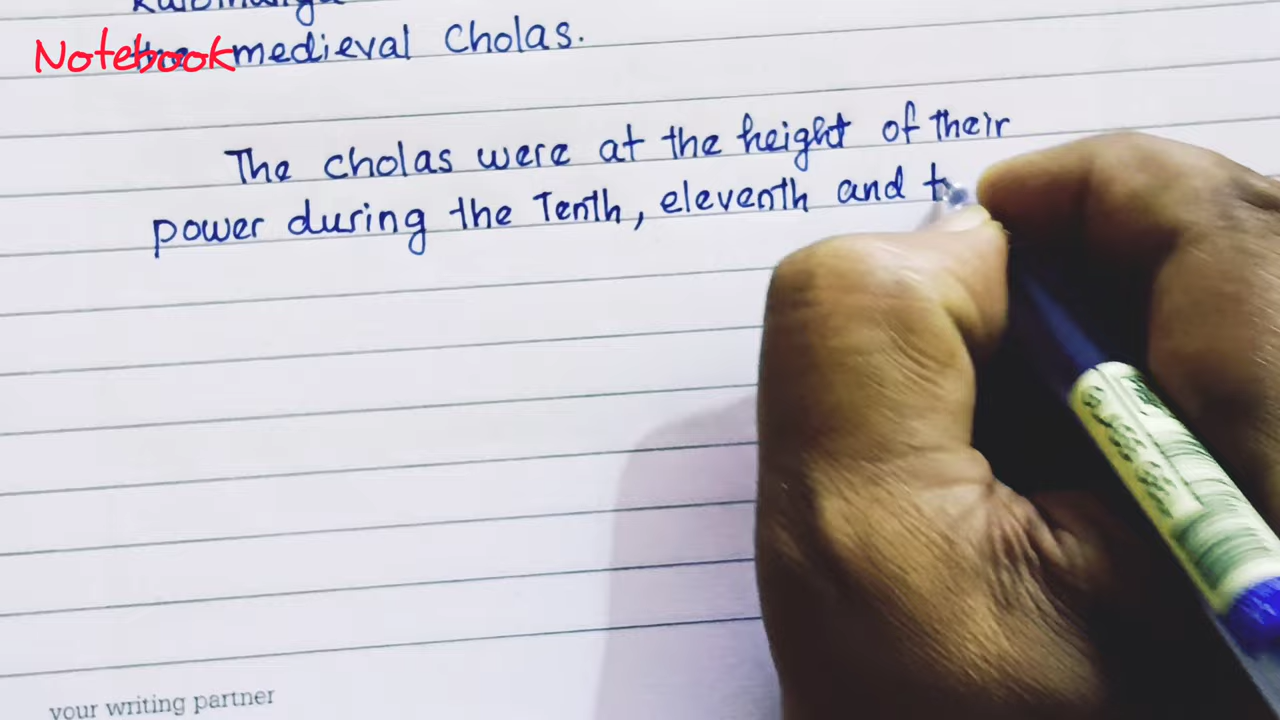 Notebook medieval Cholas.
The cholas were at the height of their
power during the Tenth, eleventh and
your writing partner